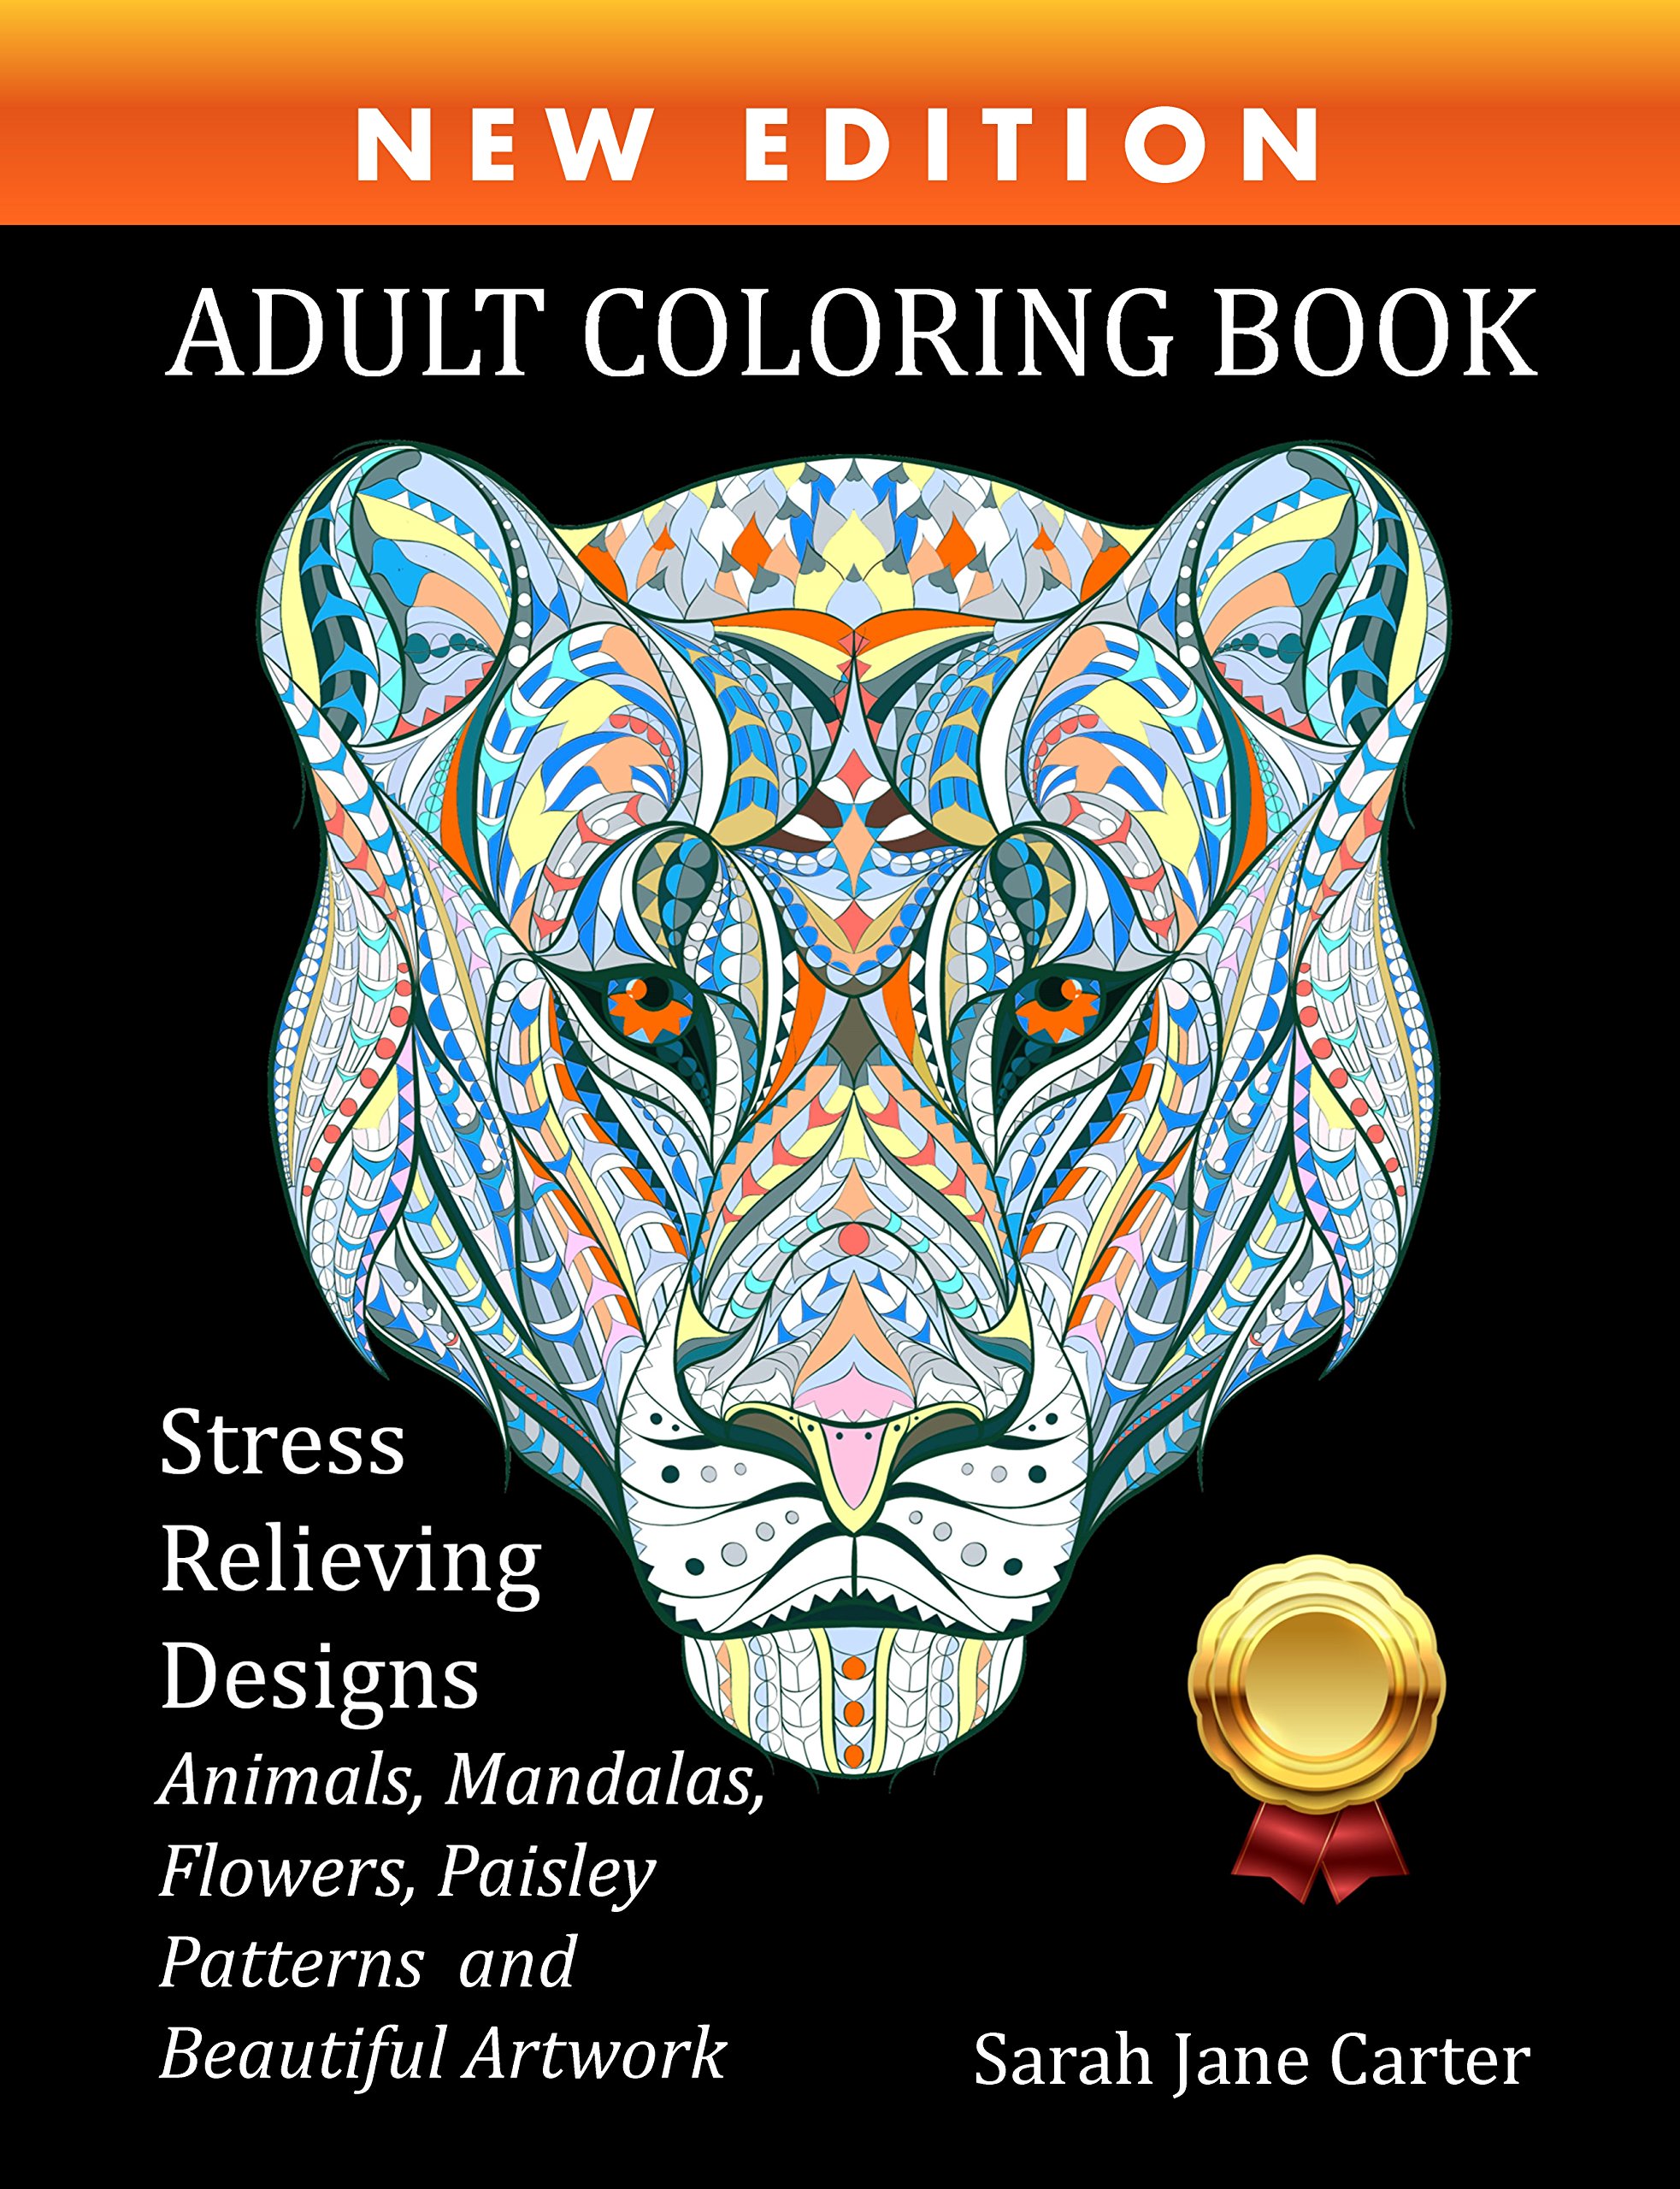 NEW EDITION
ADULT COLORING BOOK
Stress
Relieving
Designs
Animals, Mandalas,
Flowers, Paisley
Patterns and
Beautiful Artwork
Sarah Jane Carter